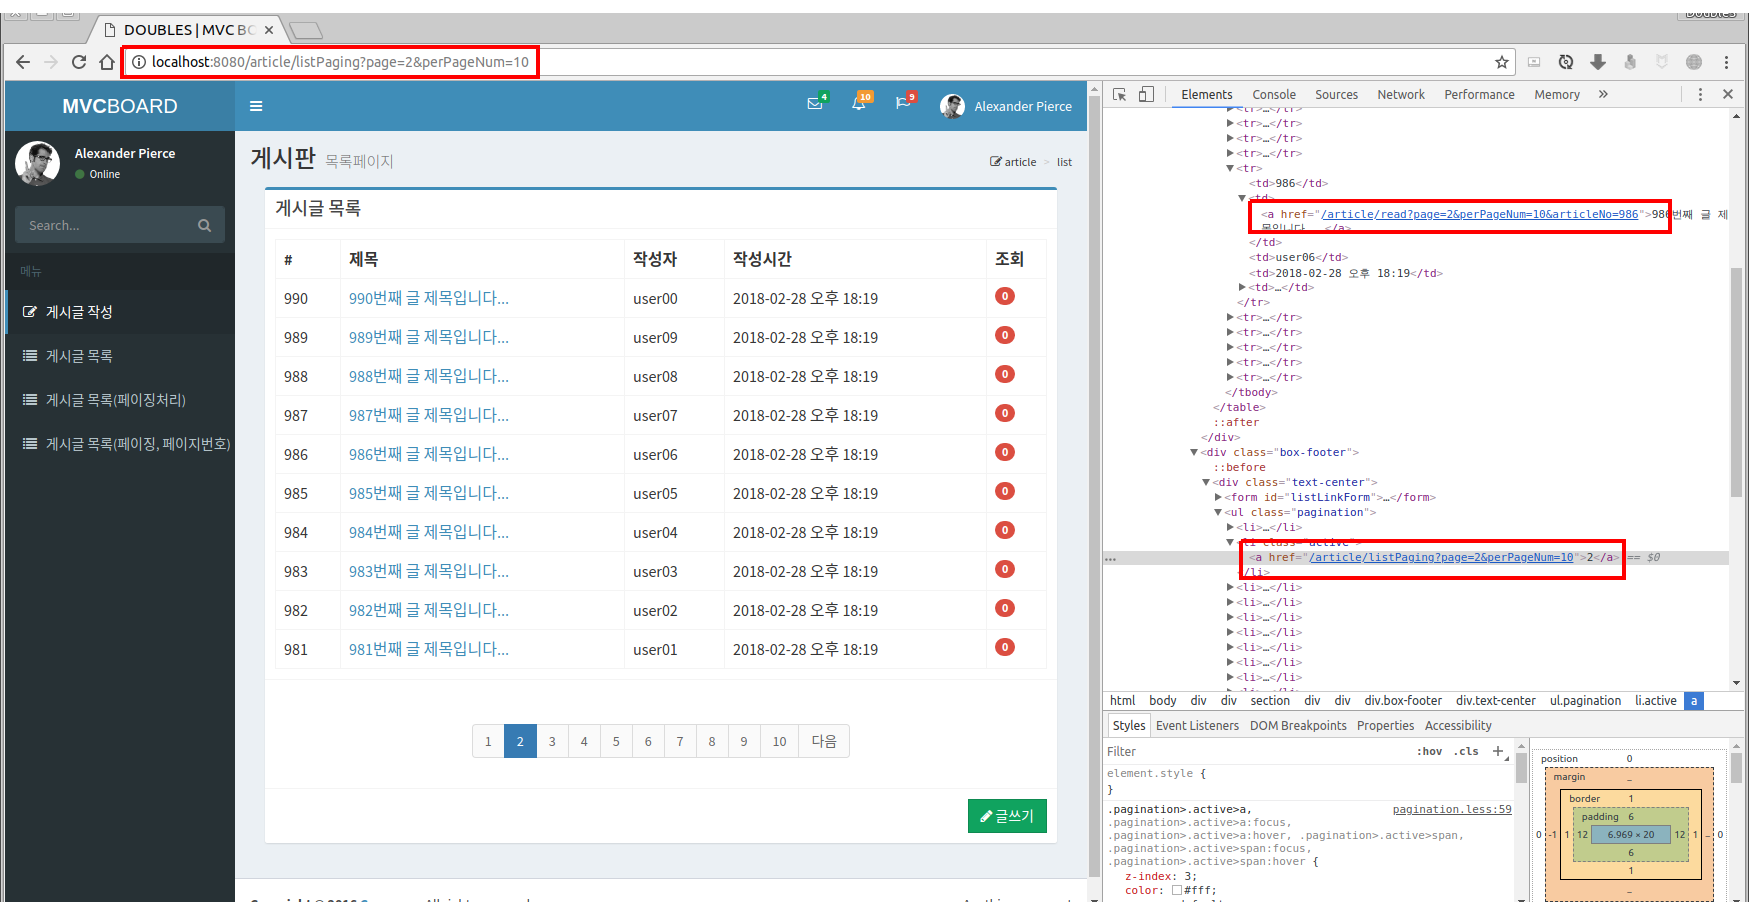 DOUBLES | MVC BO
localhost:8080/article/listPaging?page=2&perPageNum=10
MVCBOARD
4
10
9
Alexander Pierce
Alexander Pierce
Online
Search...
메뉴
게시글 작성
게시글 목록
게시글 목록(페이징처리)
게시글 목록(페이징, 페이지번호)
게시판 목록페이지
article > list
게시글 목록
# 제목 작성자 작성시간 조회
990 990번째 글 제목입니다... user00 2018-02-28 오후 18:19 0
989 989번째 글 제목입니다... user09 2018-02-28 오후 18:19 0
988 988번째 글 제목입니다... user08 2018-02-28 오후 18:19 0
987 987번째 글 제목입니다... user07 2018-02-28 오후 18:19 0
986 986번째 글 제목입니다... user06 2018-02-28 오후 18:19 0
985 985번째 글 제목입니다... user05 2018-02-28 오후 18:19 0
984 984번째 글 제목입니다... user04 2018-02-28 오후 18:19 0
983 983번째 글 제목입니다... user03 2018-02-28 오후 18:19 0
982 982번째 글 제목입니다... user02 2018-02-28 오후 18:19 0
981 981번째 글 제목입니다... user01 2018-02-28 오후 18:19 0
1 2 3 4 5 6 7 8 9 10 다음
글쓰기
Elements Console Sources Network Performance Memory »
<tr>…</tr>
<tr>…</tr>
<tr>…</tr>
<tr>…</tr>
<tr>
<td>986</td>
<td>
<a href="/article/read?page=2&perPageNum=10&articleNo=986">986번째 글 제
목입니다...</a>
</td>
<td>user06</td>
<td>2018-02-28 오후 18:19</td>
<td>…</td>
</tr>
<tr>…</tr>
<tr>…</tr>
<tr>…</tr>
<tr>…</tr>
<tr>…</tr>
</tbody>
</table>
::after
</div>
<div class="box-footer">
::before
<div class="text-center">
<form id="listLinkForm">…</form>
<ul class="pagination">
<li>…</li>
<li class="active">
<a href="/article/listPaging?page=2&perPageNum=10">2</a> == $0
</li>
<li>…</li>
<li>…</li>
<li>…</li>
<li>…</li>
<li>…</li>
<li>…</li>
<li>…</li>
html body div div section div div div.box-footer div.text-center ul.pagination li.active a
Styles Event Listeners DOM Breakpoints Properties Accessibility
Filter :hov .cls +
element.style {
}
.pagination>.active>a, pagination.less:59
.pagination>.active>a:focus,
.pagination>.active>a:hover, .pagination>.active>span,
.pagination>.active>span:focus,
.pagination>.active>span:hover {
z-index: 3;
color: #fff;
position 0
margin –
border 1
padding 6
0 -1 1 12 6.969 × 20 12 1 – 0
6
1
–